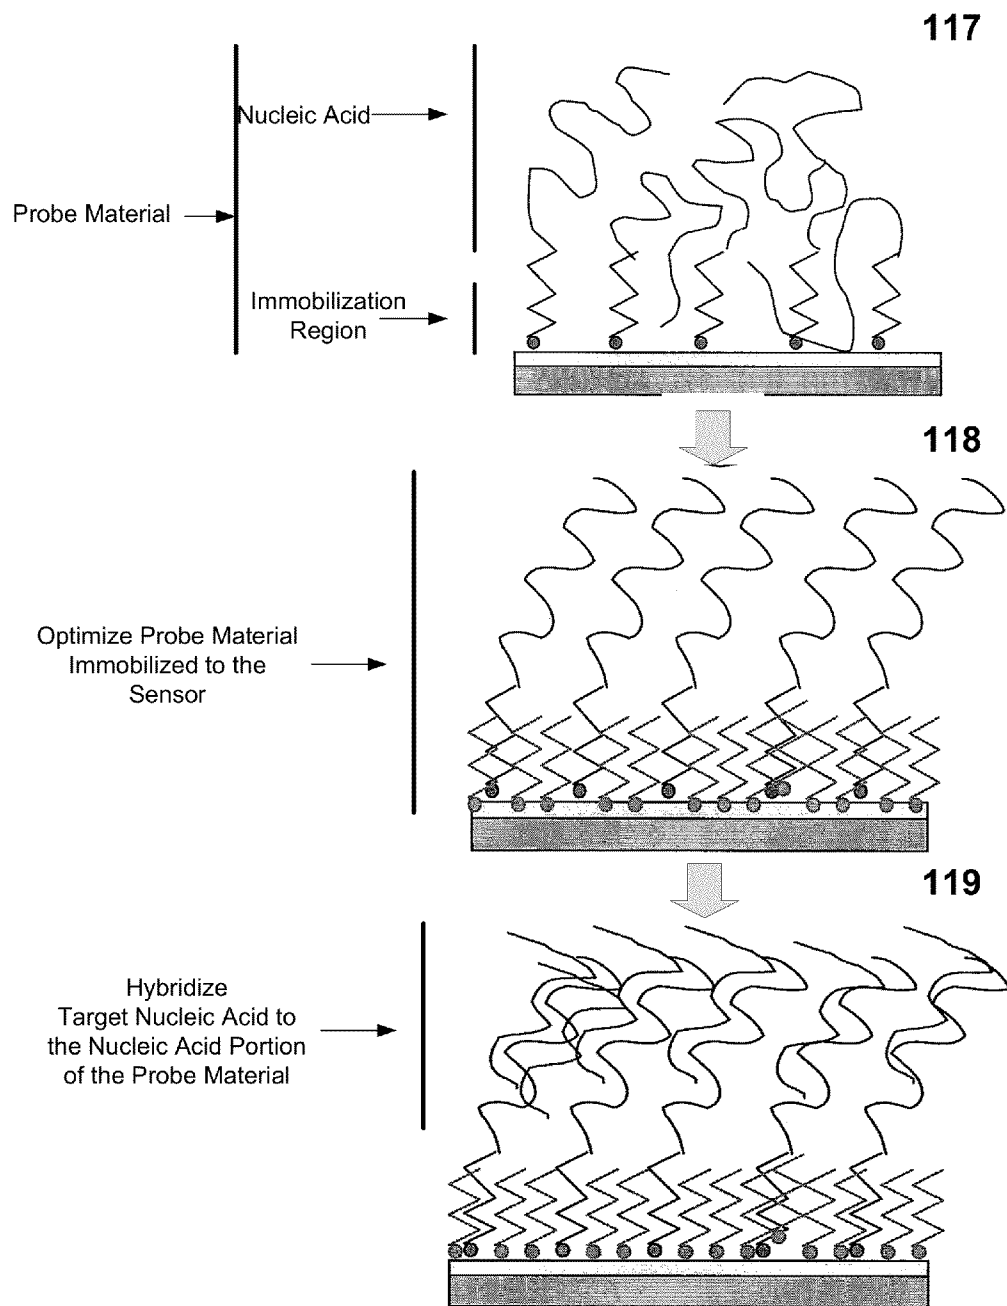 117
Nucleic Acid
Probe Material
Immobilization
Region
118
Optimize Probe Material
Immobilized to the
Sensor
119
Hybridize
Target Nucleic Acid to
the Nucleic Acid Portion
of the Probe Material